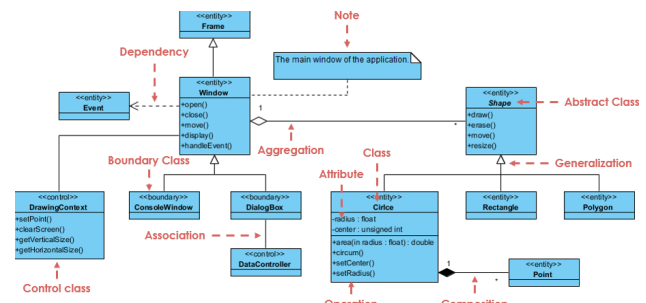 <<entity>>
Frame
Note
Dependency
The main window of the application.
<<entity>>
Window
+open()
+close()
+move()
+display()
+handleEvent()
<<entity>>
Event
1
*
Aggregation
<<entity>>
Shape
+draw()
+erase()
+move()
+resize()
Abstract Class
Generalization
Boundary Class
Class
Attribute
<<control>>
DrawingContext
+setPoint()
+clearScreen()
+getVerticalSize()
+getHorizontalSize()
Control class
<<boundary>>
ConsoleWindow
<<boundary>>
DialogBox
Association
<<control>>
DataController
<<entity>>
Cirlce
-radius : float
-center : unsigned int
+area(in radius : float) : double
+circum()
+setCenter()
+setRadius()
<<entity>>
Rectangle
<<entity>>
Polygon
1
*
<<entity>>
Point
Operation
Composition